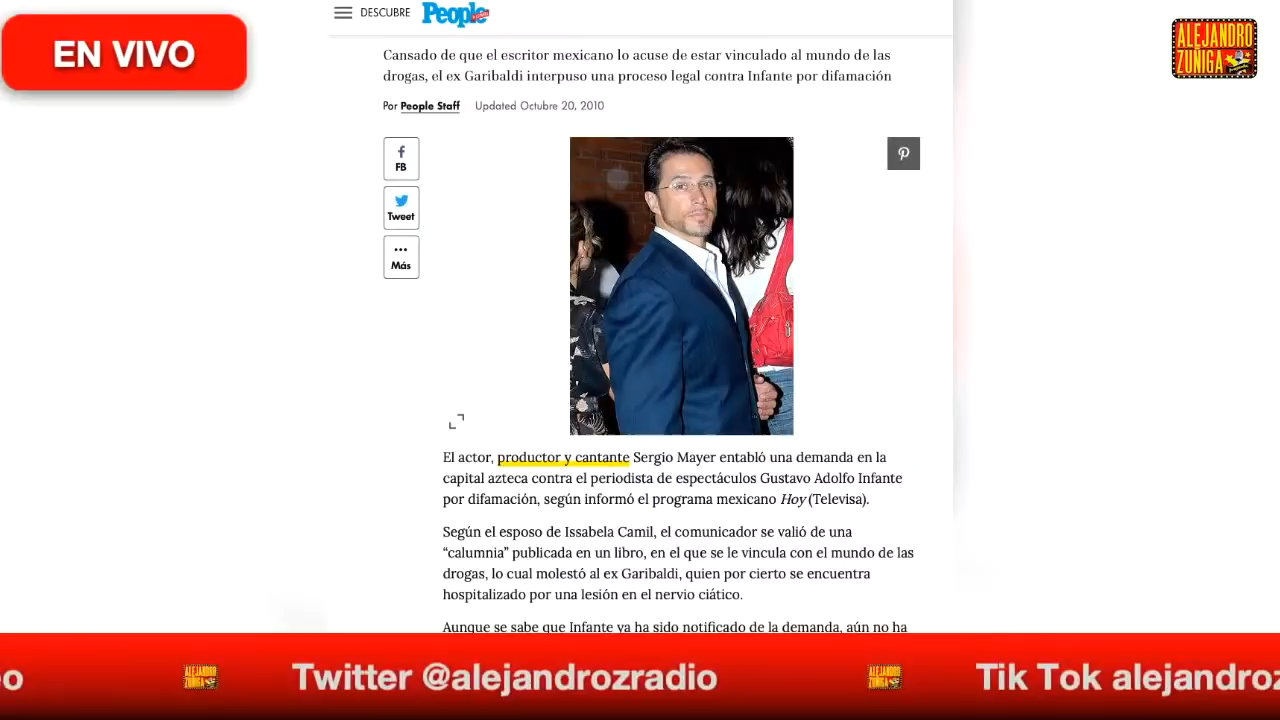 EN VIVO
DESCUBRE
People
ALEJANDRO
ZÚÑIGA
Cansado de que el escritor mexicano lo acuse de estar vinculado al mundo de las
drogas, el ex Garibaldi interpuso una proceso legal contra Infante por difamación
Por People Staff Updated Octubre 20, 2010
FB
Tweet
Más
El actor, productor y cantante Sergio Mayer entabló una demanda en la
capital azteca contra el periodista de espectáculos Gustavo Adolfo Infante
por difamación, según informó el programa mexicano Hoy (Televisa).
Según el esposo de Issabela Camil, el comunicador se valió de una
“calumnia” publicada en un libro, en el que se le vincula con el mundo de las
drogas, lo cual molestó al ex Garibaldi, quien por cierto se encuentra
hospitalizado por una lesión en el nervio ciático.
Aunque se sabe que Infante ya ha sido notificado de la demanda, aún no ha
eo ALEJANDRO ZÚÑIGA Twitter @alejandrozradio ALEJANDRO ZÚÑIGA Tik Tok alejandroz